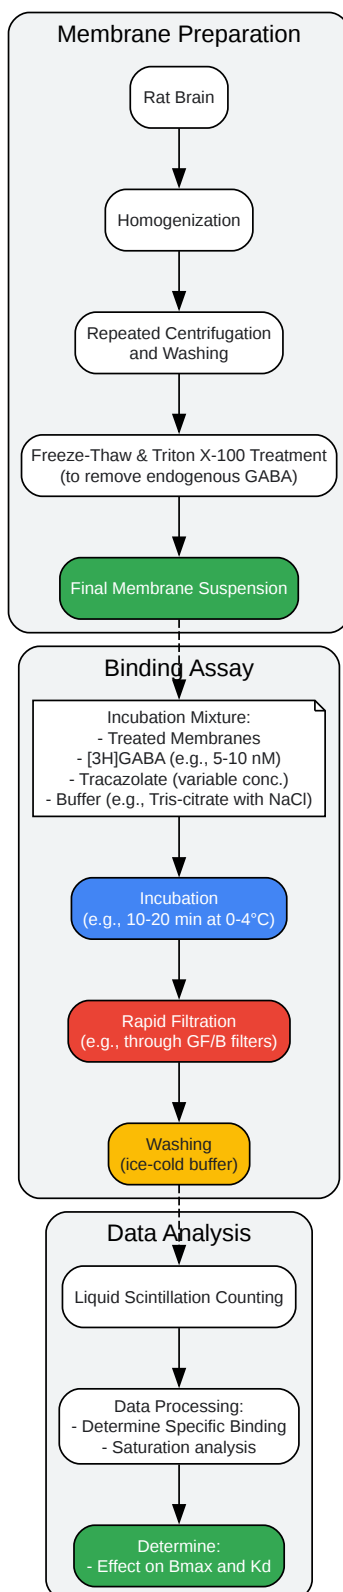 Membrane Preparation
Rat Brain
Homogenization
Repeated Centrifugation
and Washing
Freeze-Thaw & Triton X-100 Treatment
(to remove endogenous GABA)
Final Membrane Suspension
Binding Assay
Incubation Mixture:
- Treated Membranes
- [3H]GABA (e.g., 5-10 nM)
- Tracazolate (variable conc.)
- Buffer (e.g., Tris-citrate with NaCl)
Incubation
(e.g., 10-20 min at 0-4°C)
Rapid Filtration
(e.g., through GF/B filters)
Washing
(ice-cold buffer)
Data Analysis
Liquid Scintillation Counting
Data Processing:
- Determine Specific Binding
- Saturation analysis
Determine:
- Effect on Bmax and Kd